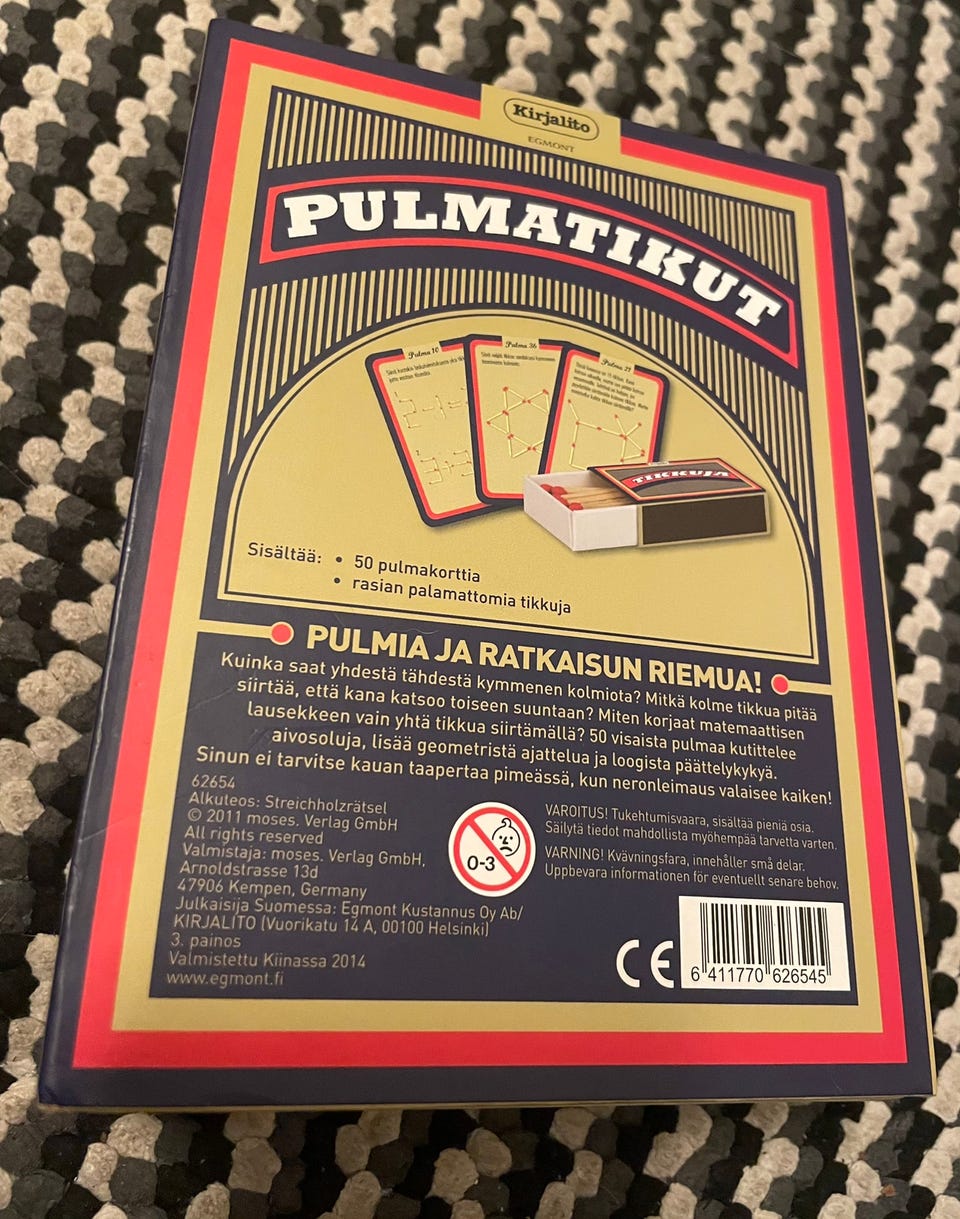 Kirjalito
EGMONT
PULMATIKUT
Pulma 10
Pulma 36
Pulma 22
TIKKUJA
Sisältää: • 50 pulmakorttia
• rasian palamattomia tikkuja
PULMIA JA RATKAISUN RIEMUA!
Kuinka saat yhdestä tähdestä kymmenen kolmiota? Mitkä kolme tikkua pitää
siirtää, että kana katsoo toiseen suuntaan? Miten korjaat matemaattisen
lausekkeen vain yhtä tikkua siirtämällä? 50 visaista pulmaa kutittelee
aivosoluja, lisää geometristä ajattelua ja loogista päättelykykyä.
Sinun ei tarvitse kauan taapertaa pimeässä, kun neronleimaus valaisee kaiken!
62654
Alkuteos: Streichholzrätsel
© 2011 moses. Verlag GmbH
All rights reserved
Valmistaja: moses. Verlag GmbH,
Arnoldstrasse 13d
47906 Kempen, Germany
Julkaisija Suomessa: Egmont Kustannus Oy Ab/
KIRJALITO (Vuorikatu 14 A, 00100 Helsinki)
3. painos
Valmistettu Kiinassa 2014
www.egmont.fi
0-3
VAROITUS! Tukehtumisvaara, sisältää pieniä osia.
Säilytä tiedot mahdollista myöhempää tarvetta varten.
VARNING! Kvävningsfara, innehåller små delar.
Uppbevara informationen för eventuellt senare behov.
CE
6 411770 626545